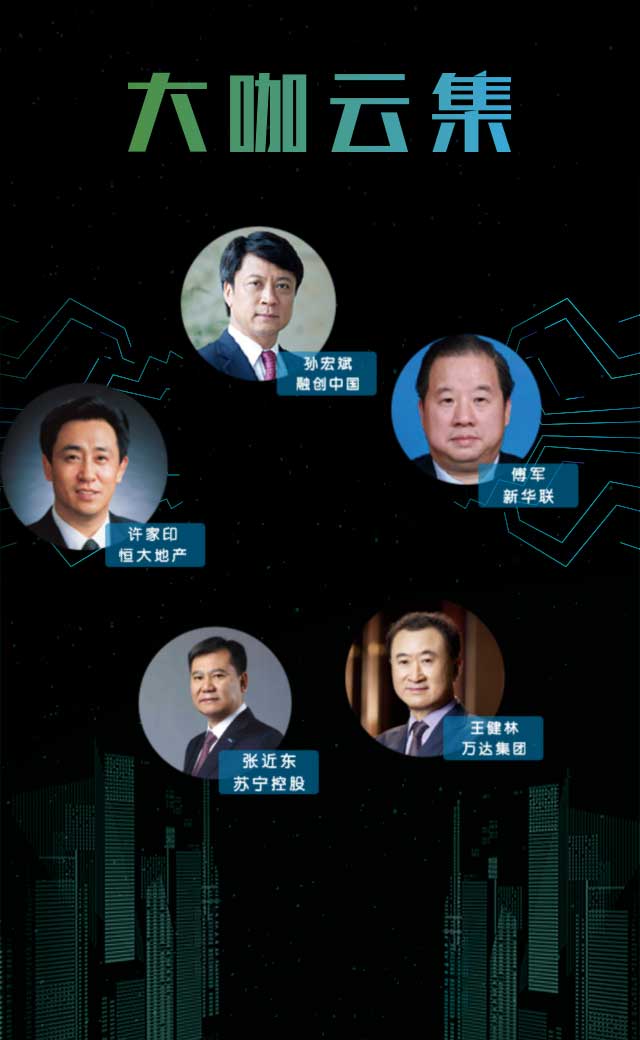 大咖云集
孙宏斌
融创中国
傅军
新华联
许家印
恒大地产
王健林
万达集团
张近东
苏宁控股